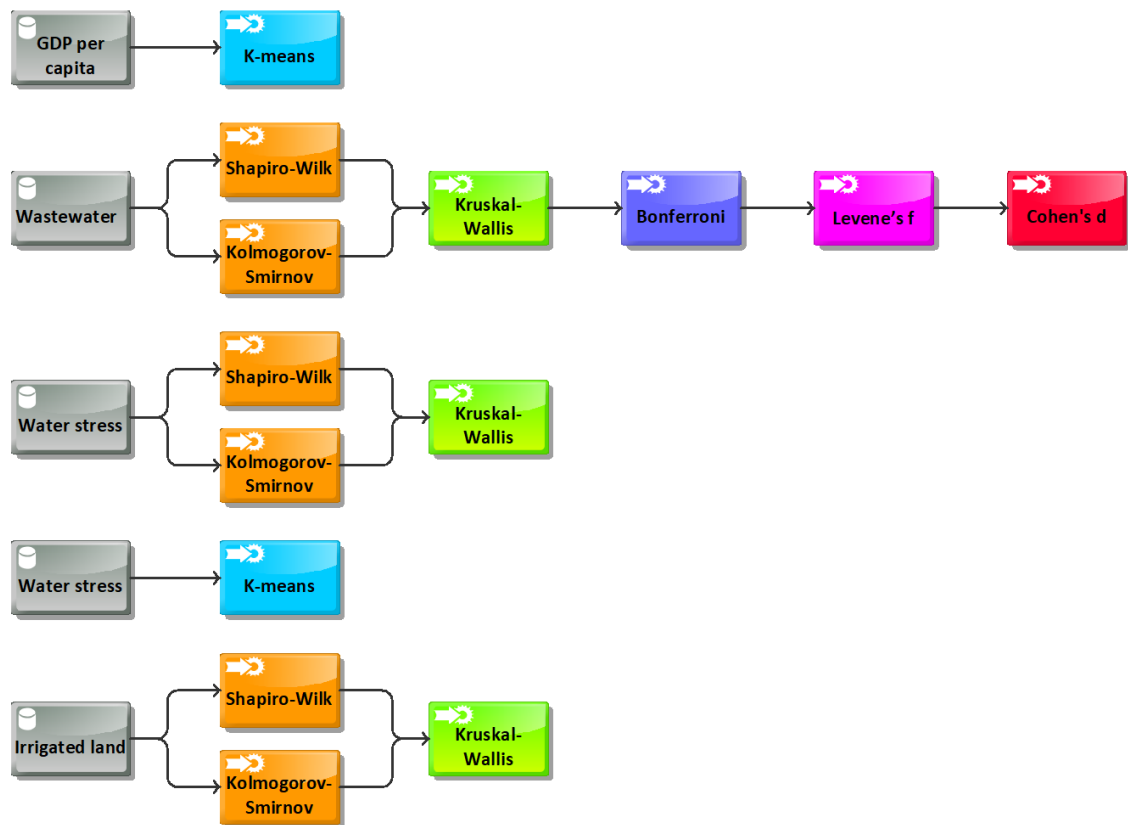 GDP per
capita
K-means
Shapiro-Wilk
Wastewater
Kolmogorov-
Smirnov
Kruskal-
Wallis
Bonferroni
Levene’s f
Cohen's d
Shapiro-Wilk
Water stress
Kolmogorov-
Smirnov
Kruskal-
Wallis
Water stress
K-means
Shapiro-Wilk
Irrigated land
Kolmogorov-
Smirnov
Kruskal-
Wallis